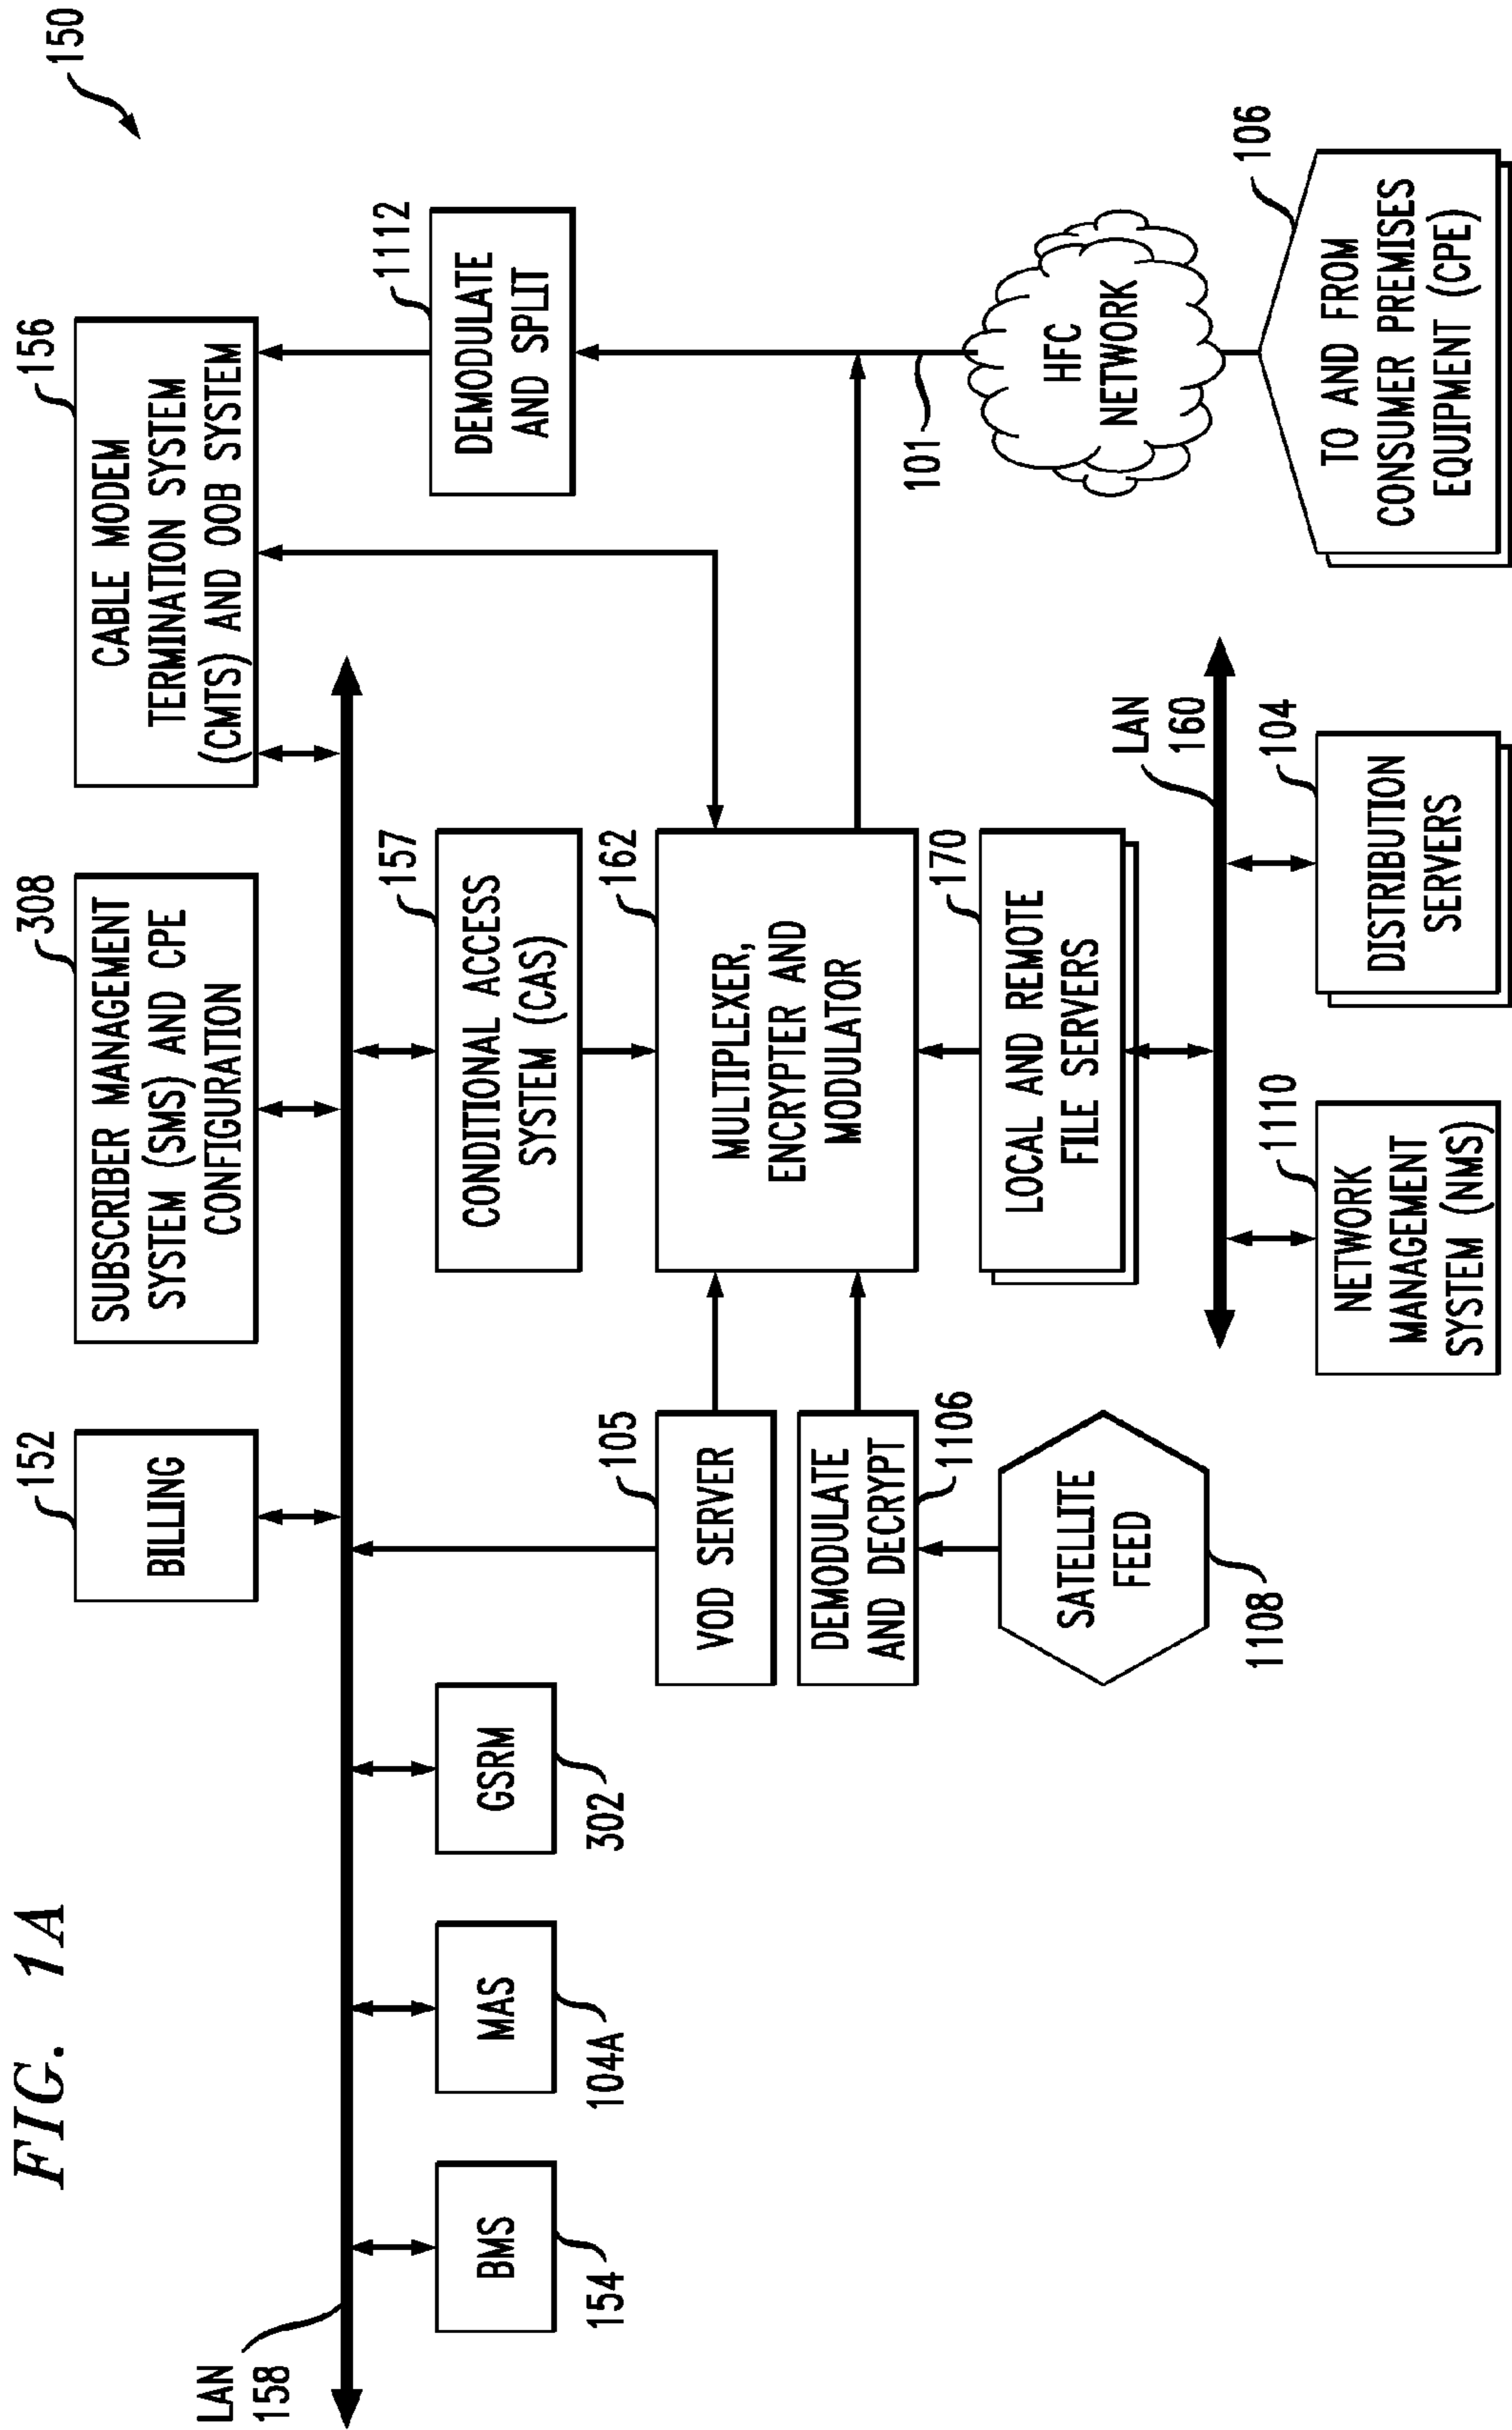 FIG. 1A
150
152
BILLING
308
SUBSCRIBER MANAGEMENT
SYSTEM (SMS) AND CPE
CONFIGURATION
156
CABLE MODEM
TERMINATION SYSTEM
(CMTS) AND OOB SYSTEM
LAN
158
BMS
154
MAS
104A
GSRM
302
157
CONDITIONAL ACCESS
SYSTEM (CAS)
1112
DEMODULATE
AND SPLIT
105
VOD SERVER
162
MULTIPLEXER,
ENCRYPTER AND
MODULATOR
DEMODULATE
AND DECRYPT
1106
101
170
LOCAL AND REMOTE
FILE SERVERS
SATELLITE
FEED
1108
HFC
NETWORK
LAN
160
1110
NETWORK
MANAGEMENT
SYSTEM (NMS)
104
DISTRIBUTION
SERVERS
106
TO AND FROM
CONSUMER PREMISES
EQUIPMENT (CPE)